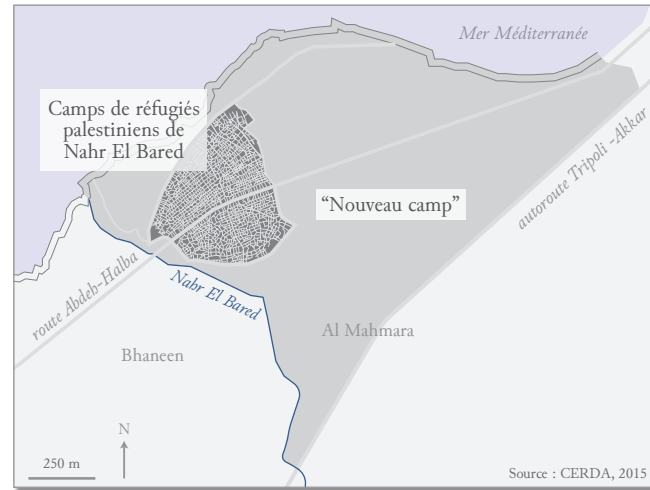 Mer Méditerranée
Camps de réfugiés
palestiniens de
Nahr El Bared
"Nouveau camp"
autoroute Tripoli -Akkar
route Abdeh-Halba
Nahr El Bared
Al Mahmara
Bhaneen
N
250 m
Source : CERDA, 2015